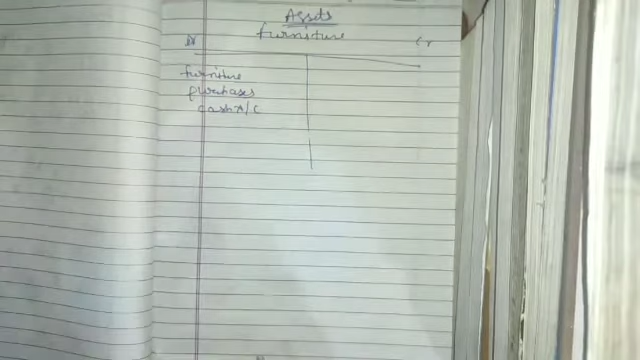 Assets
furniture
Dr Cr
furniture
purchases
cash A/C